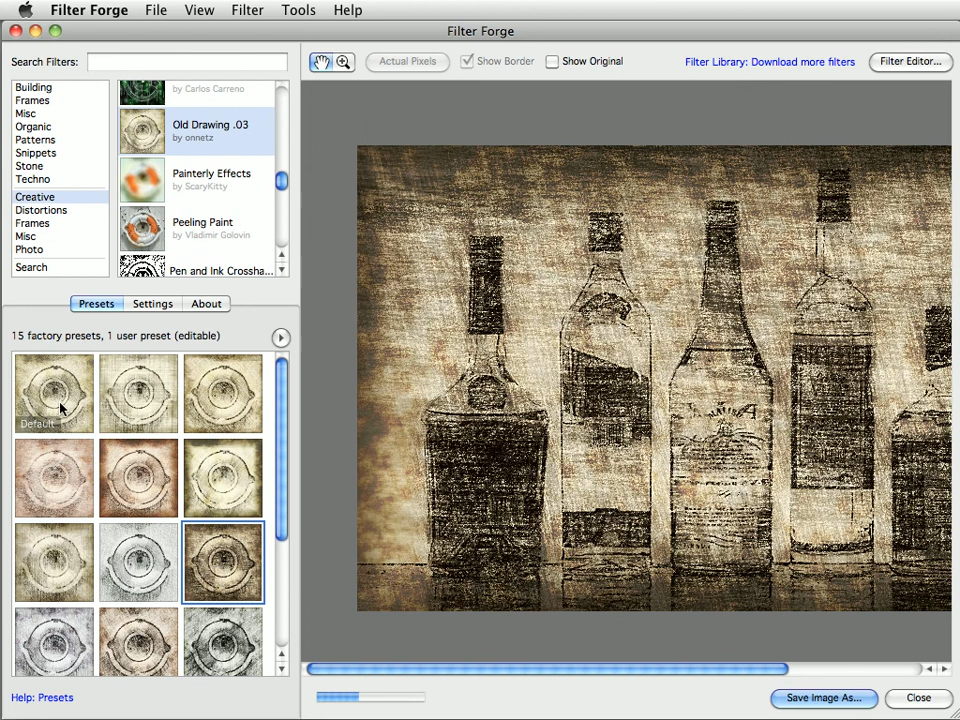 Filter Forge File View Filter Tools Help
Filter Forge
Search Filters:
Actual Pixels
Show Border
Show Original
Filter Library: Download more filters
Filter Editor...
Building
Frames
Misc
Organic
Patterns
Snippets
Stone
Techno
Creative
Distortions
Frames
Misc
Photo
Search
by Carlos Carreno
Old Drawing .03
by onnetz
Painterly Effects
by ScaryKitty
Peeling Paint
by Vladimir Golovin
Pen and Ink Crossha...
Presets Settings About
15 factory presets, 1 user preset (editable)
Default
Help: Presets
Save Image As...
Close